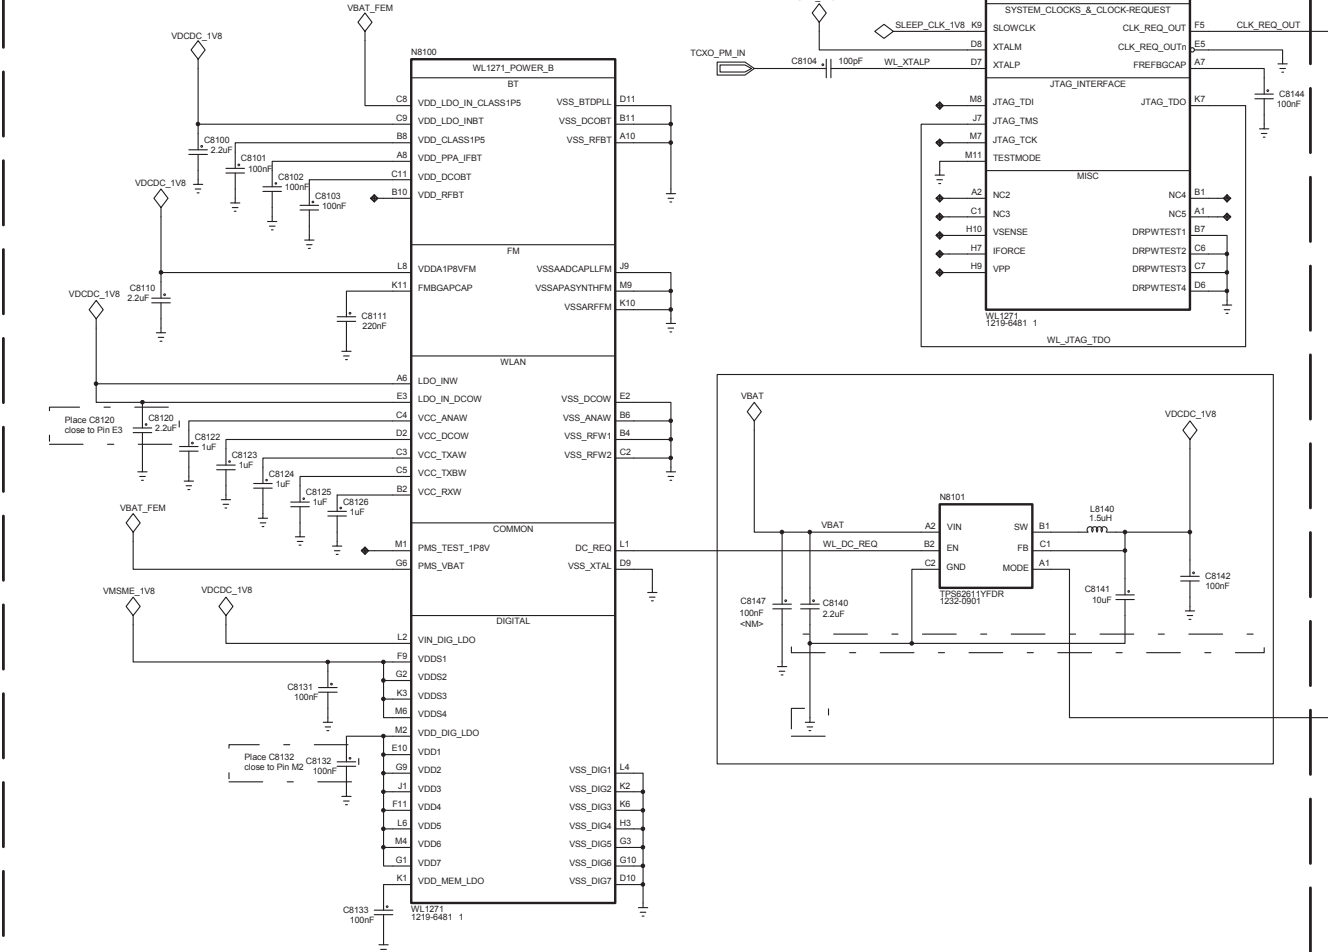 VBAT_FEM
VDCDC_1V8
N8100
WL1271_POWER_B
BT
C8 VDD_LDO_IN_CLASS1P5 VSS_BTDPLL D11
C9 VDD_LDO_INBT VSS_DCOBT B11
B8 VDD_CLASS1P5 VSS_RFBT A10
A8 VDD_PPA_IFBT
C11 VDD_DCOBT
B10 VDD_RFBT
C8100
2.2uF
C8101
100nF
C8102
100nF
C8103
100nF
VDCDC_1V8
FM
L8 VDDA1P8VFM VSSAADCAPLLFM J9
K11 FMBGAPCAP VSSAPASYNTHFM M9
VSSARFFM K10
C8110
2.2uF
C8111
220nF
VDCDC_1V8
WLAN
A6 LDO_INW
E3 LDO_IN_DCOW VSS_DCOW E2
C4 VCC_ANAW VSS_ANAW B6
D2 VCC_DCOW VSS_RFW1 B4
C3 VCC_TXAW VSS_RFW2 C2
C5 VCC_TXBW
B2 VCC_RXW
Place C8120
close to Pin E3
C8120
2.2uF
C8122
1uF
C8123
1uF
C8124
1uF
C8125
1uF
C8126
1uF
VBAT_FEM
COMMON
M1 PMS_TEST_1P8V DC_REQ L1
G6 PMS_VBAT VSS_XTAL D9
VMSME_1V8
VDCDC_1V8
DIGITAL
L2 VIN_DIG_LDO
F9 VDDS1
G2 VDDS2
K3 VDDS3
M6 VDDS4
M2 VDD_DIG_LDO
E10 VDD1
G9 VDD2 VSS_DIG1 L4
J1 VDD3 VSS_DIG2 K2
F11 VDD4 VSS_DIG3 K6
L6 VDD5 VSS_DIG4 H3
M4 VDD6 VSS_DIG5 G3
G1 VDD7 VSS_DIG6 G10
K1 VDD_MEM_LDO VSS_DIG7 D10
C8131
100nF
Place C8132
close to Pin M2
C8132
100nF
C8133
100nF
WL1271
1219-6481 1
SYSTEM_CLOCKS_&_CLOCK-REQUEST
SLEEP_CLK_1V8 K9 SLOWCLK CLK_REQ_OUT F5 CLK_REQ_OUT
D8 XTALM CLK_REQ_OUTn E5
TCXO_PM_IN
C8104 100pF WL_XTALP D7 XTALP FREFBGCAP A7
C8144
100nF
JTAG_INTERFACE
M8 JTAG_TDI JTAG_TDO K7
J7 JTAG_TMS
M7 JTAG_TCK
M11 TESTMODE
MISC
A2 NC2 NC4 B1
C1 NC3 NC5 A1
H10 VSENSE DRPWTEST1 B7
H7 IFORCE DRPWTEST2 C6
H9 VPP DRPWTEST3 C7
DRPWTEST4 D6
WL1271
1219-6481 1
WL_JTAG_TDO
VBAT
VDCDC_1V8
N8101
L8140
1.5uH
VBAT A2 VIN SW B1
WL_DC_REQ B2 EN FB C1
C2 GND MODE A1
TPS62611YFDR
1232-0901
C8147
100nF
<NM>
C8140
2.2uF
C8141
10uF
C8142
100nF